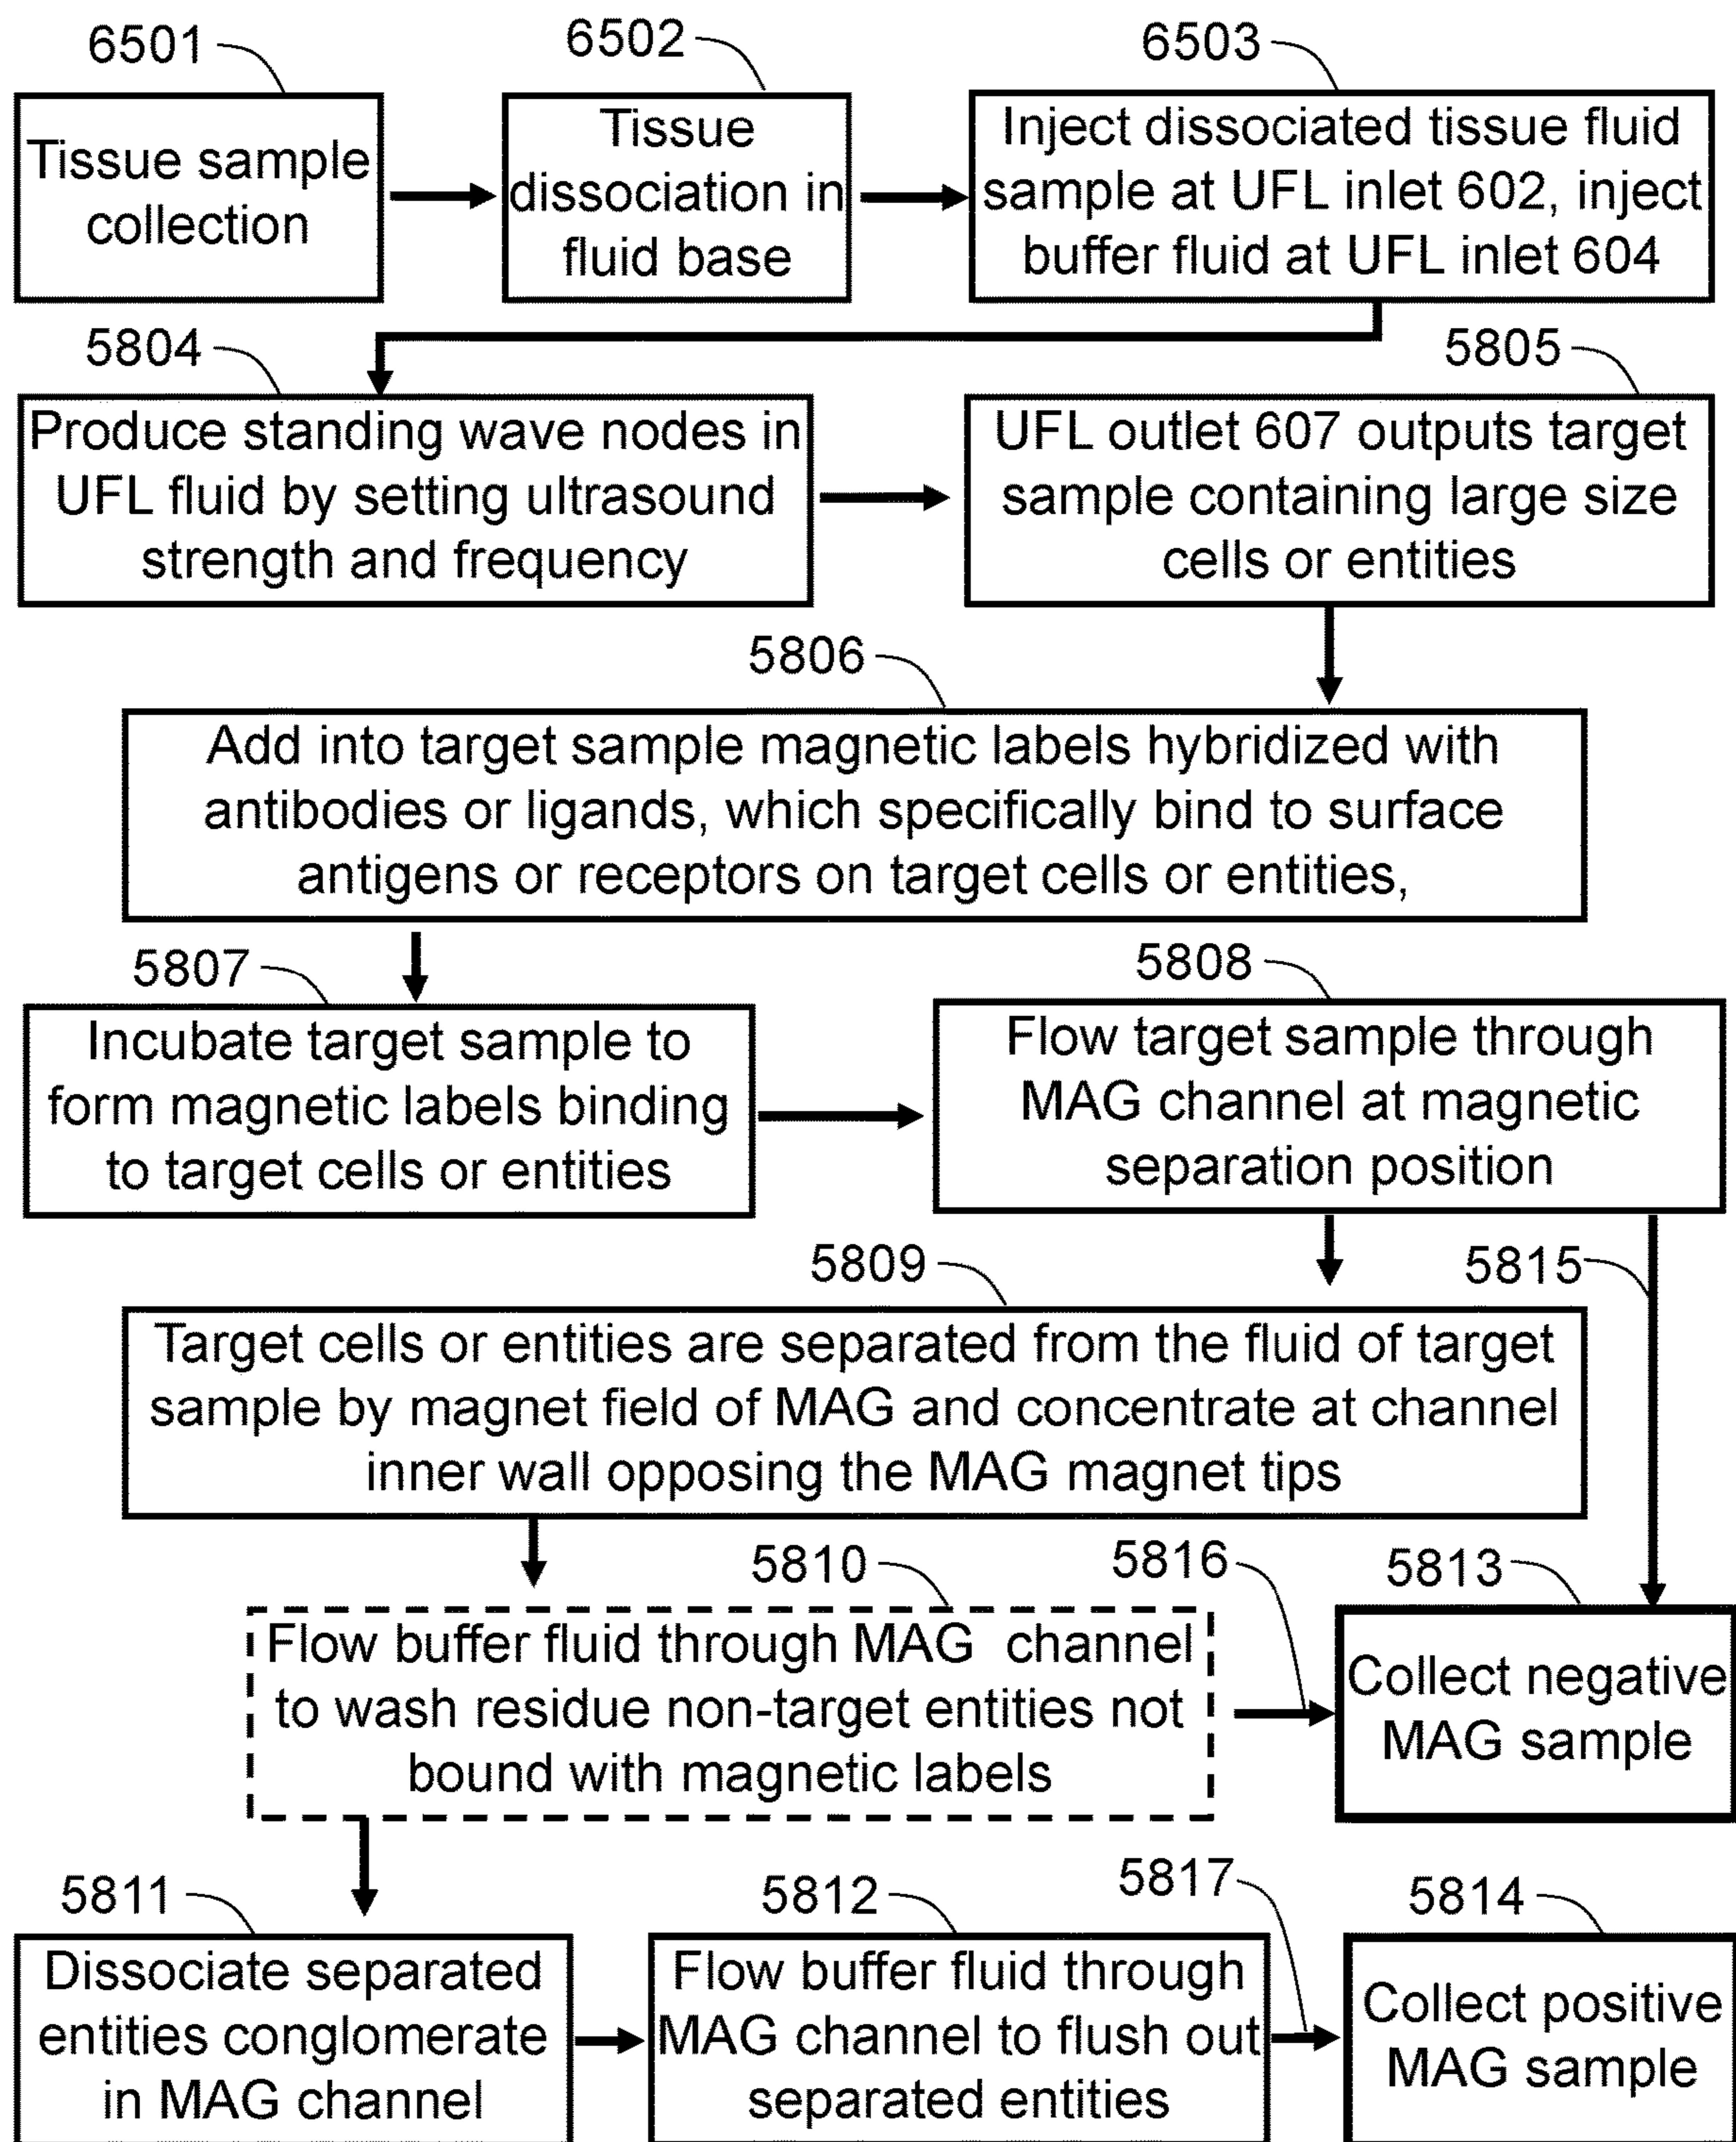 6501
6502
6503
Tissue sample
collection
Tissue
dissociation in
fluid base
Inject dissociated tissue fluid
sample at UFL inlet 602, inject
buffer fluid at UFL inlet 604
5804
5805
Produce standing wave nodes in
UFL fluid by setting ultrasound
strength and frequency
UFL outlet 607 outputs target
sample containing large size
cells or entities
5806
Add into target sample magnetic labels hybridized with
antibodies or ligands, which specifically bind to surface
antigens or receptors on target cells or entities,
5807
5808
Incubate target sample to
form magnetic labels binding
to target cells or entities
Flow target sample through
MAG channel at magnetic
separation position
5809
5815
Target cells or entities are separated from the fluid of target
sample by magnet field of MAG and concentrate at channel
inner wall opposing the MAG magnet tips
5810
5816
5813
Flow buffer fluid through MAG channel
to wash residue non-target entities not
bound with magnetic labels
Collect negative
MAG sample
5811
5812
5817
5814
Dissociate separated
entities conglomerate
in MAG channel
Flow buffer fluid through
MAG channel to flush out
separated entities
Collect positive
MAG sample